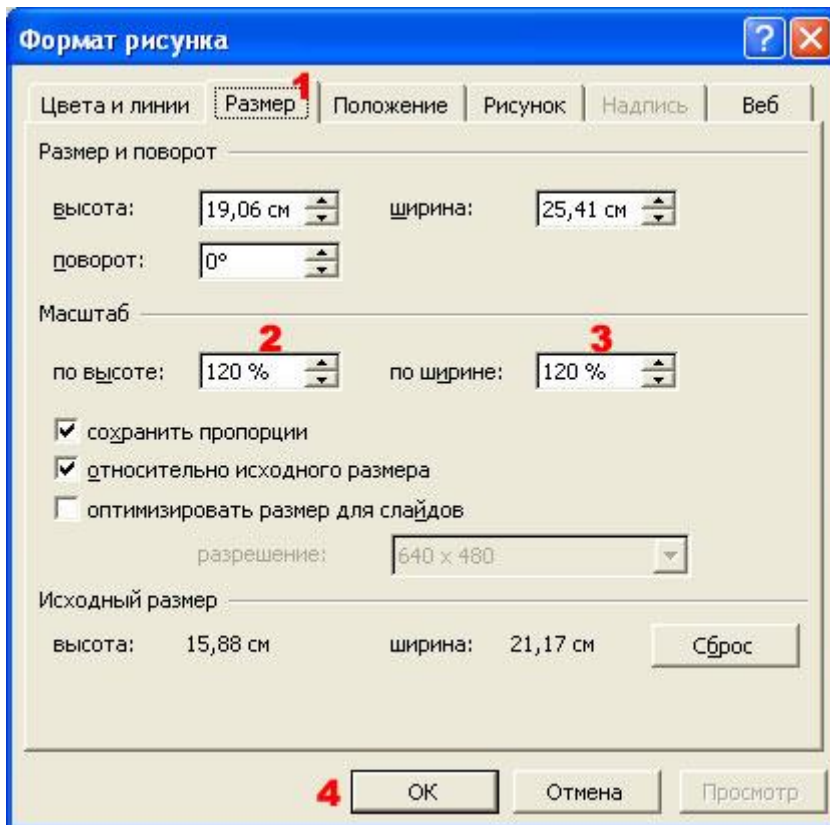 Формат рисунка
1
Цвета и линии Размер Положение Рисунок Надпись Веб
Размер и поворот
высота: 19,06 см ширина: 25,41 см
поворот: 0°
Масштаб
2 3
по высоте: 120 % по ширине: 120 %
сохранить пропорции
относительно исходного размера
оптимизировать размер для слайдов
разрешение: 640 x 480
Исходный размер
высота: 15,88 см ширина: 21,17 см Сброс
4 ОК Отмена Просмотр